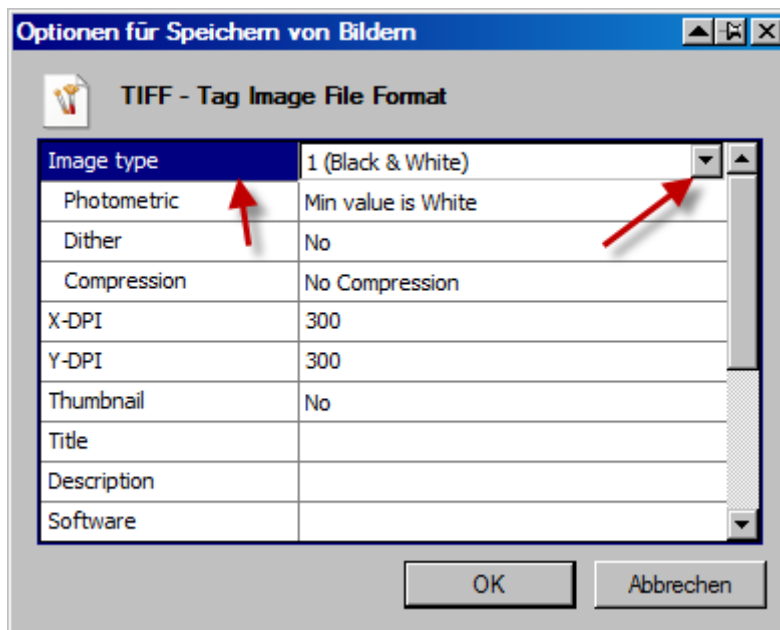 Optionen für Speichern von Bildern
TIFF - Tag Image File Format
Image type 1 (Black & White)
Photometric Min value is White
Dither No
Compression No Compression
X-DPI 300
Y-DPI 300
Thumbnail No
Title
Description
Software
OK Abbrechen